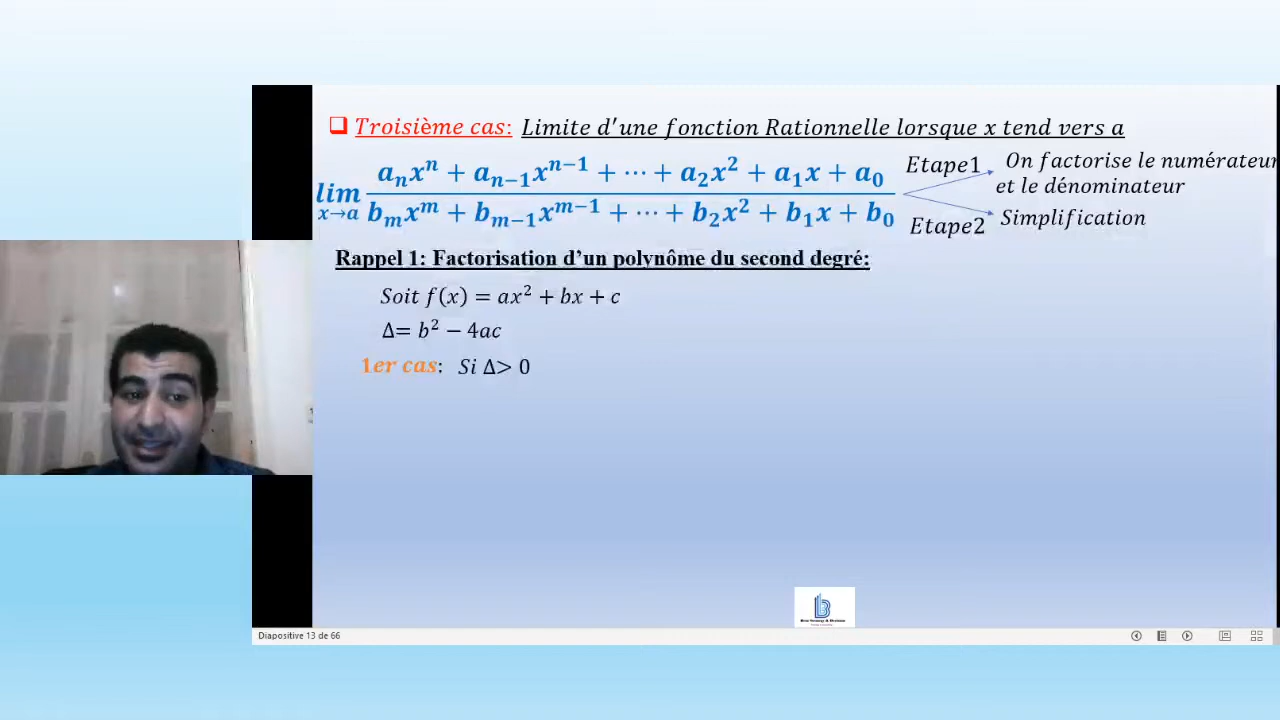 ❑ Troisième cas: Limite d'une fonction Rationnelle lorsque x tend vers a
lim x→a (aₙxⁿ + aₙ₋₁xⁿ⁻¹ + ⋯ + a₂x² + a₁x + a₀) / (bₘxᵐ + bₘ₋₁xᵐ⁻¹ + ⋯ + b₂x² + b₁x + b₀)
Etape1 On factorise le numérateur
et le dénominateur
Etape2 Simplification
Rappel 1: Factorisation d’un polynôme du second degré:
Soit f(x) = ax² + bx + c
Δ= b² − 4ac
1er cas: Si Δ> 0
Diapositive 13 de 66